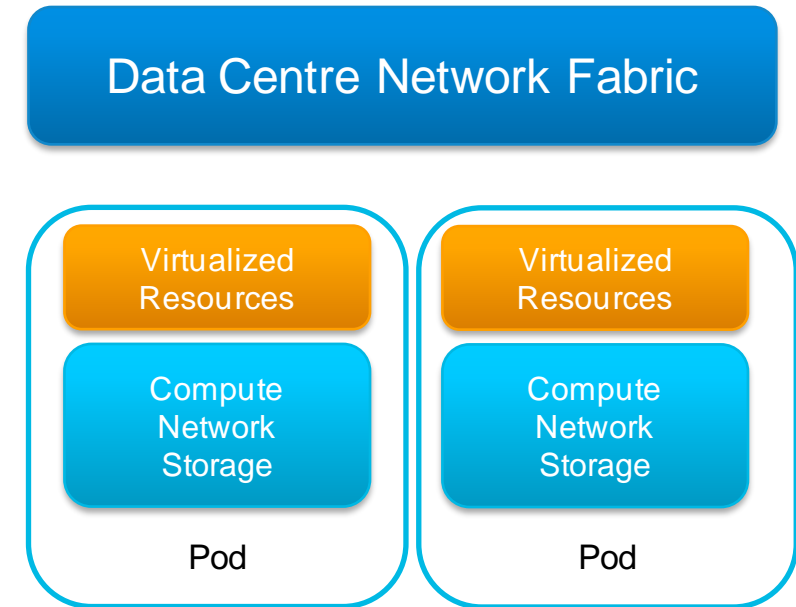 Data Centre Network Fabric
Virtualized
Resources
Compute
Network
Storage
Pod
Virtualized
Resources
Compute
Network
Storage
Pod